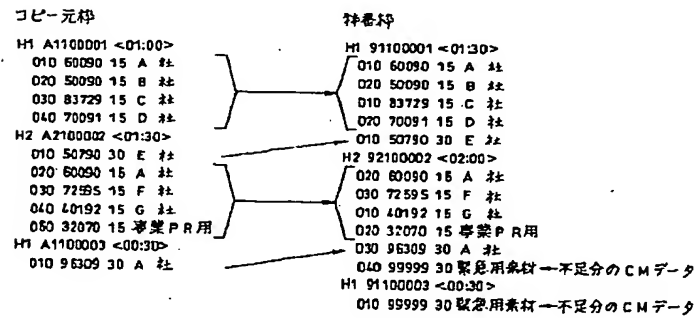 コピー元枠
H1 A1100001 <01:00>
010 60090 15 A 社
020 50090 15 B 社
030 83729 15 C 社
040 70091 15 D 社
H2 A2100002 <01:30>
010 50790 30 E 社
020 60090 15 A 社
030 72595 15 F 社
040 40192 15 G 社
050 32070 15 事業PR用
H1 A1100003 <00:30>
010 96309 30 A 社
特番枠
H1 91100001 <01:30>
010 60090 15 A 社
020 50090 15 B 社
010 83729 15 C 社
020 70091 15 D 社
010 50790 30 E 社
H2 92100002 <02:00>
020 60090 15 A 社
030 72595 15 F 社
010 40192 15 G 社
020 32070 15 事業PR用
030 96309 30 A 社
040 99999 30 緊急用素材←不足分のCMデータ
H1 91100003 <00:30>
010 99999 30 緊急用素材←不足分のCMデータ